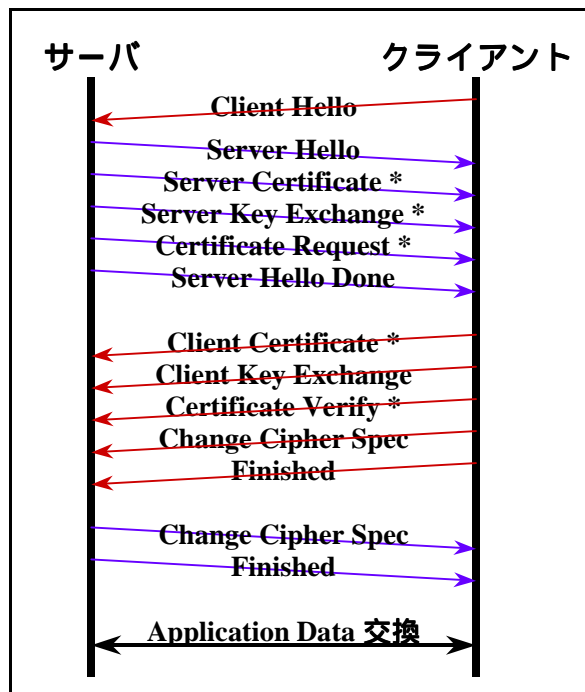 サーバ
クライアント
Client Hello
Server Hello
Server Certificate *
Server Key Exchange *
Certificate Request *
Server Hello Done
Client Certificate *
Client Key Exchange
Certificate Verify *
Change Cipher Spec
Finished
Change Cipher Spec
Finished
Application Data 交換